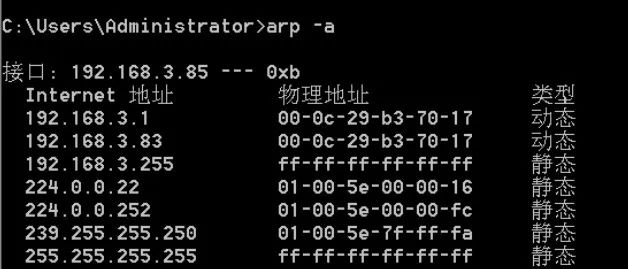 C:\Users\Administrator>arp -a
接口: 192.168.3.85 --- 0xb
Internet 地址 物理地址 类型
192.168.3.1 00-0c-29-b3-70-17 动态
192.168.3.83 00-0c-29-b3-70-17 动态
192.168.3.255 ff-ff-ff-ff-ff-ff 静态
224.0.0.22 01-00-5e-00-00-16 静态
224.0.0.252 01-00-5e-00-00-fc 静态
239.255.255.250 01-00-5e-7f-ff-fa 静态
255.255.255.255 ff-ff-ff-ff-ff-ff 静态